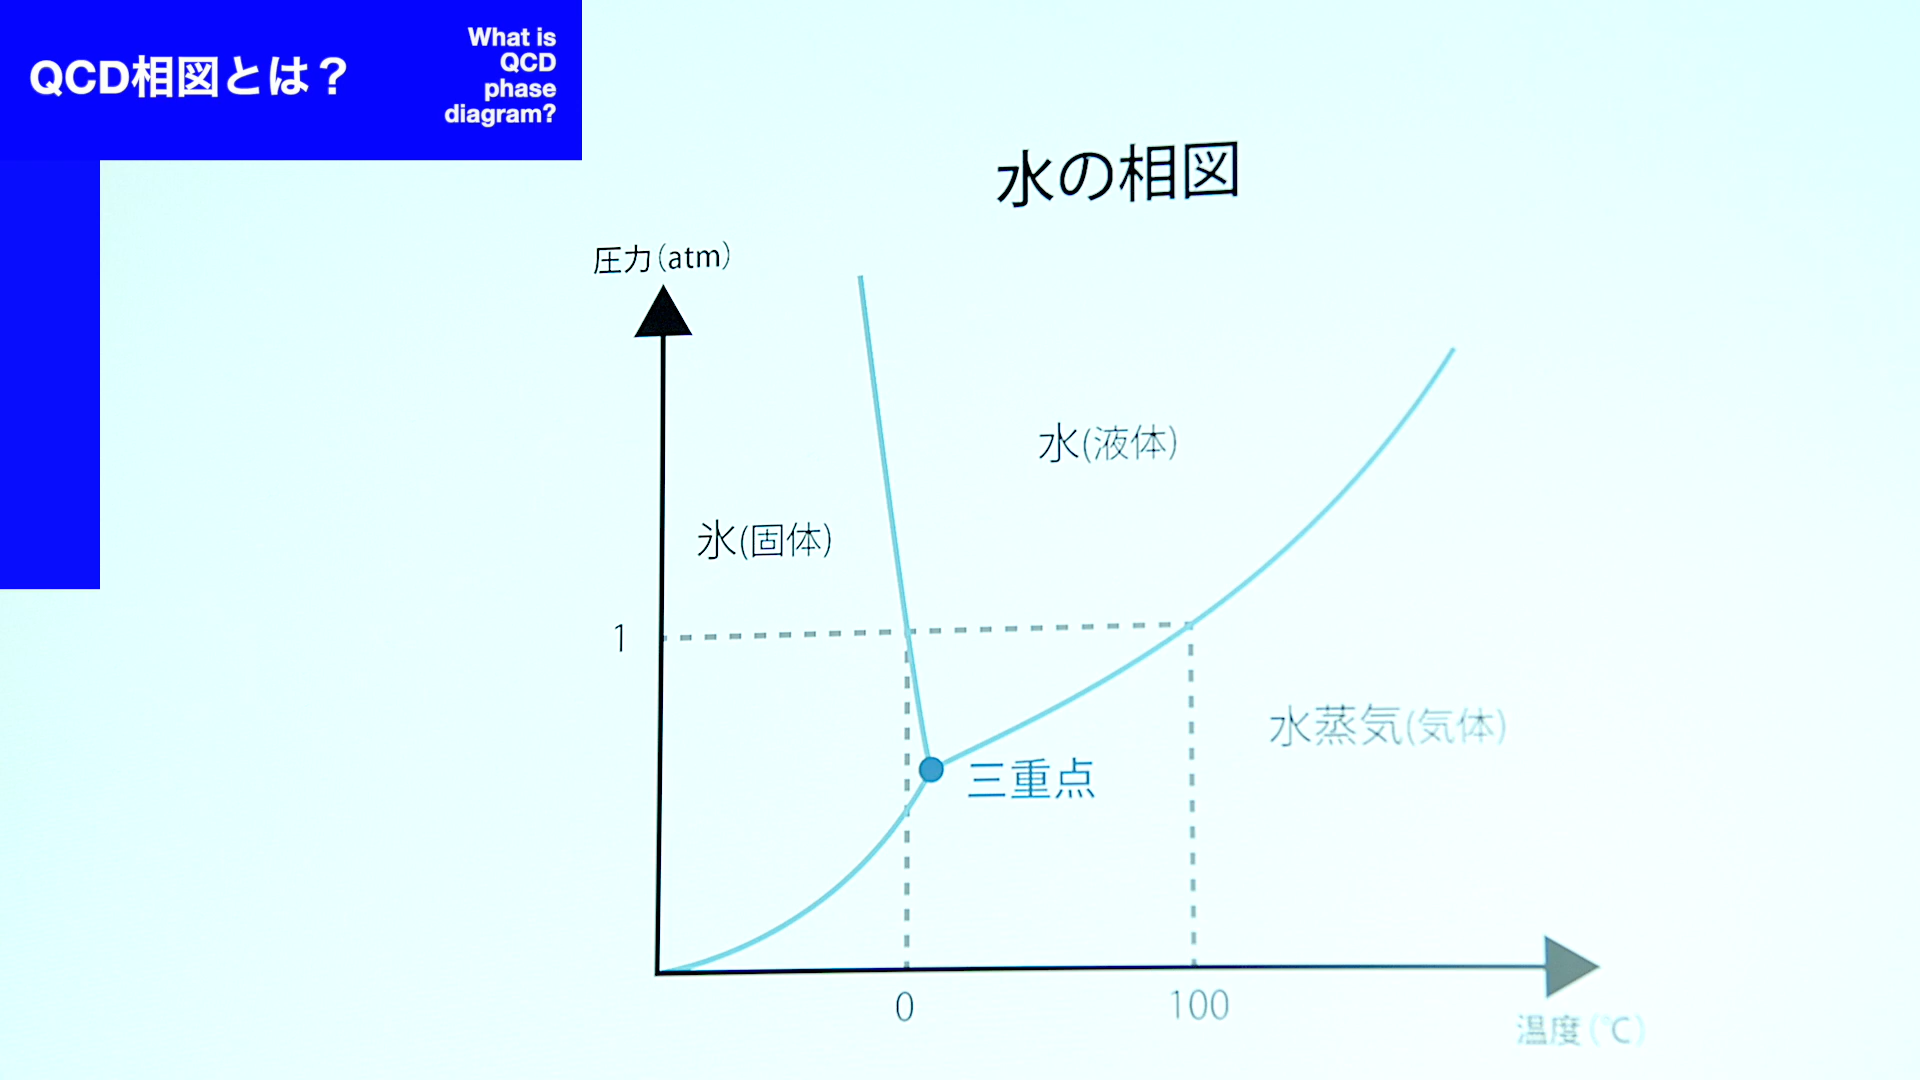 QCD相図とは？
What is
QCD
phase
diagram?
水の相図
圧力（atm）
水(液体)
氷(固体)
1
水蒸気(気体)
三重点
0
100
温度（℃）